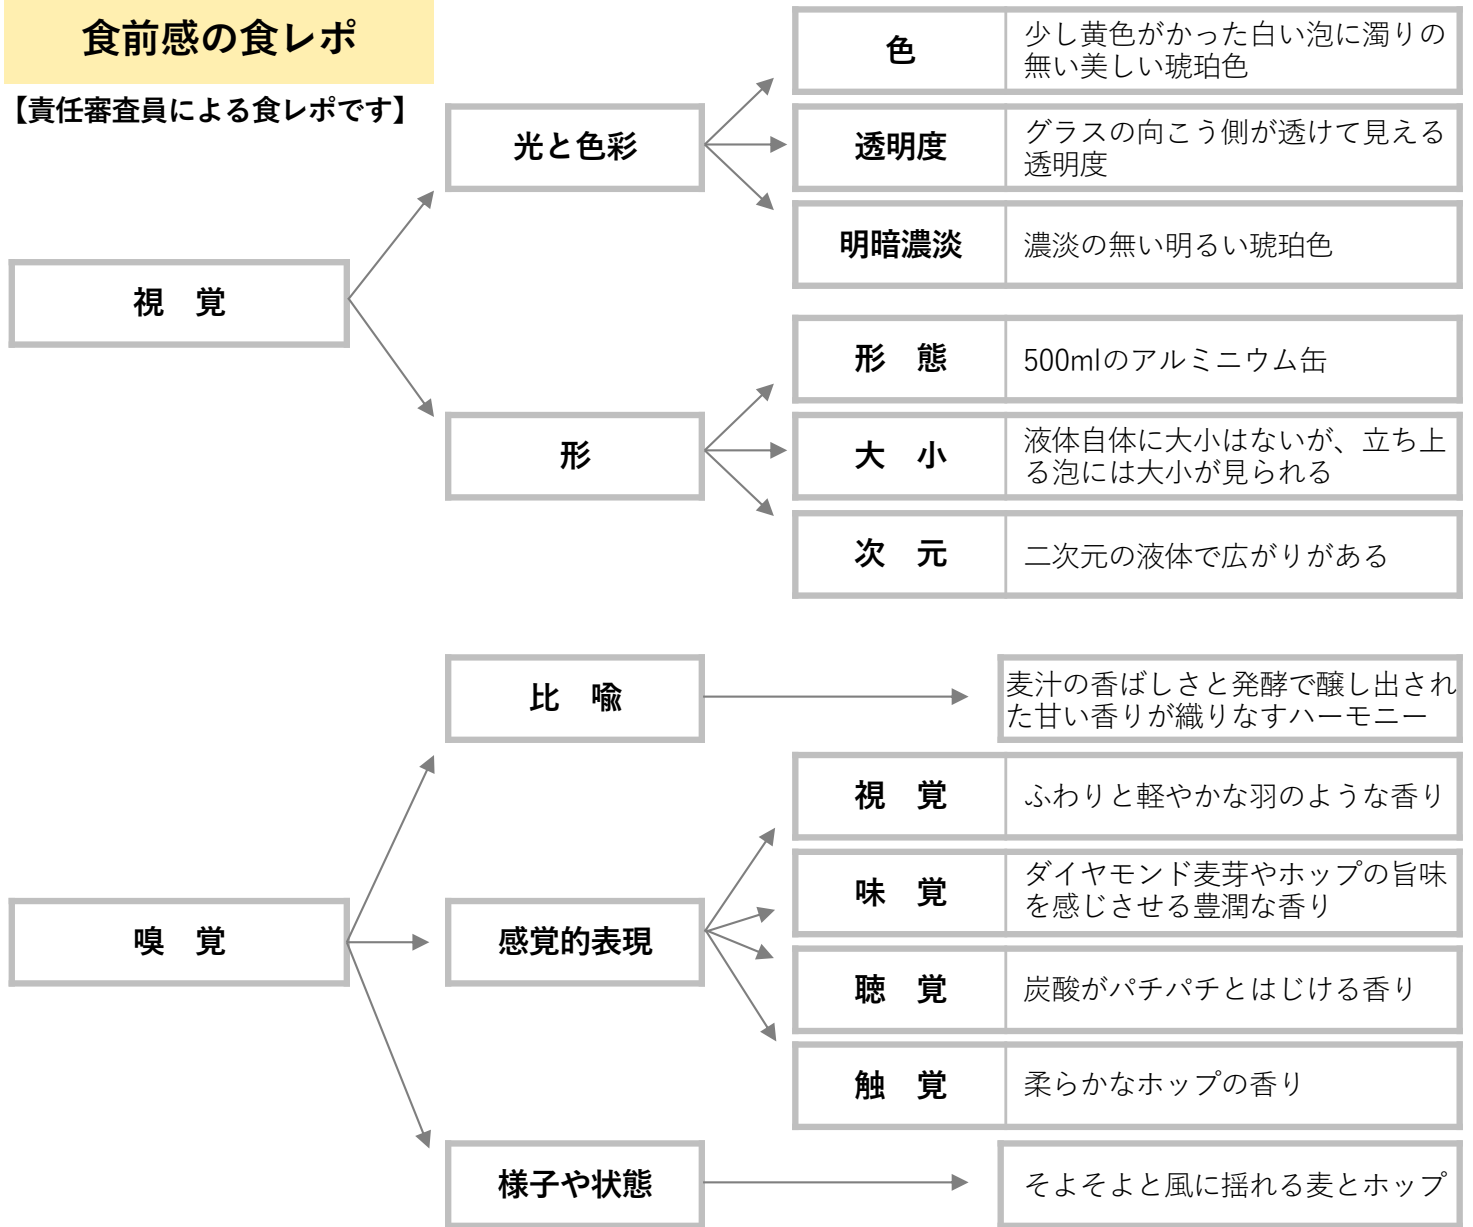 食前感の食レポ
【責任審査員による食レポです】
視　覚
光と色彩
色
少し黄色がかった白い泡に濁りの
無い美しい琥珀色
透明度
グラスの向こう側が透けて見える
透明度
明暗濃淡
濃淡の無い明るい琥珀色
形
形　態
500mlのアルミニウム缶
大　小
液体自体に大小はないが、立ち上
る泡には大小が見られる
次　元
二次元の液体で広がりがある
嗅　覚
比　喩
麦汁の香ばしさと発酵で醸し出され
た甘い香りが織りなすハーモニー
感覚的表現
視　覚
ふわりと軽やかな羽のような香り
味　覚
ダイヤモンド麦芽やホップの旨味
を感じさせる豊潤な香り
聴　覚
炭酸がパチパチとはじける香り
触　覚
柔らかなホップの香り
様子や状態
そよそよと風に揺れる麦とホップ